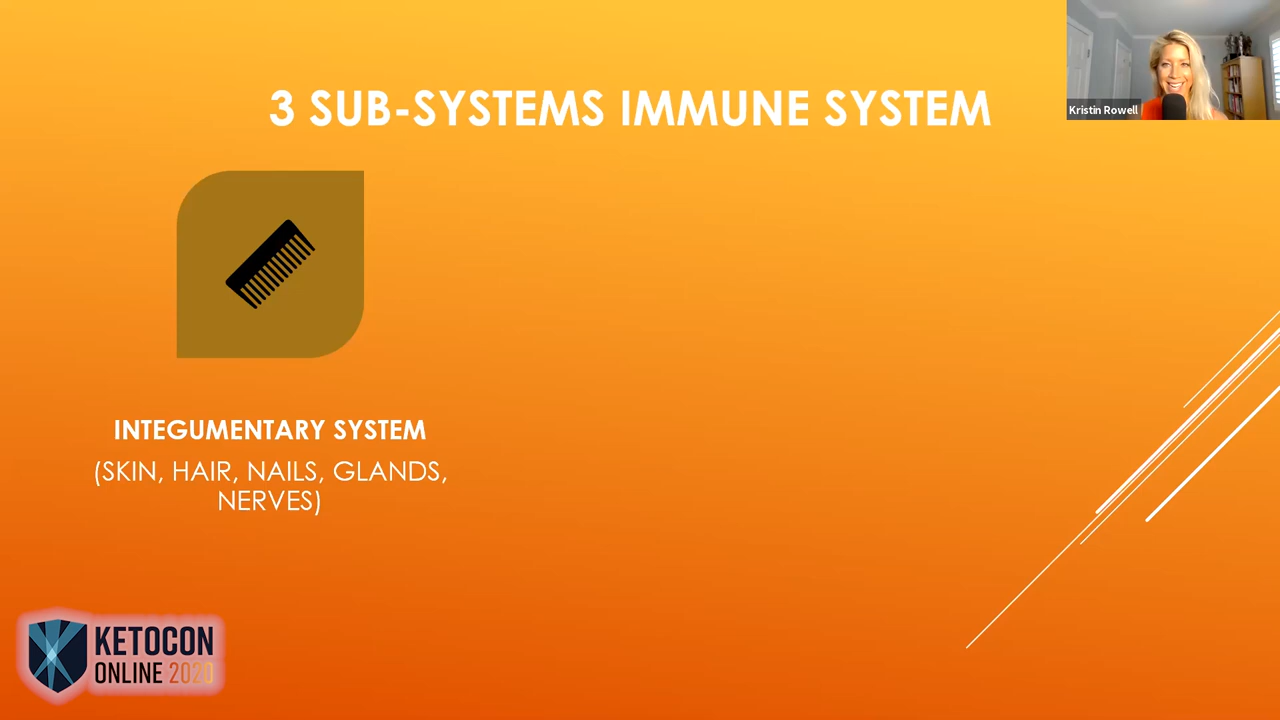 3 SUB-SYSTEMS IMMUNE SYSTEM
Kristin Rowell
INTEGUMENTARY SYSTEM
(SKIN, HAIR, NAILS, GLANDS,
NERVES)
KETOCON
ONLINE 2020